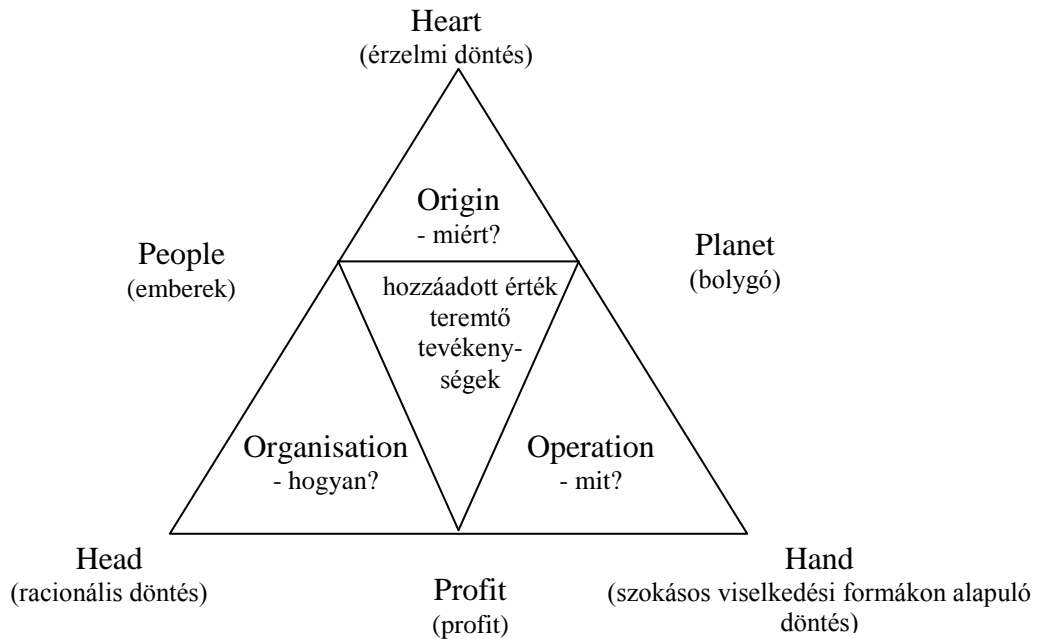 Heart
(érzelmi döntés)
Origin
- miért?
People
(emberek)
Planet
(bolygó)
hozzáadott érték
teremtő
tevékeny-
ségek
Organisation
- hogyan?
Operation
- mit?
Head
(racionális döntés)
Profit
(profit)
Hand
(szokásos viselkedési formákon alapuló
döntés)